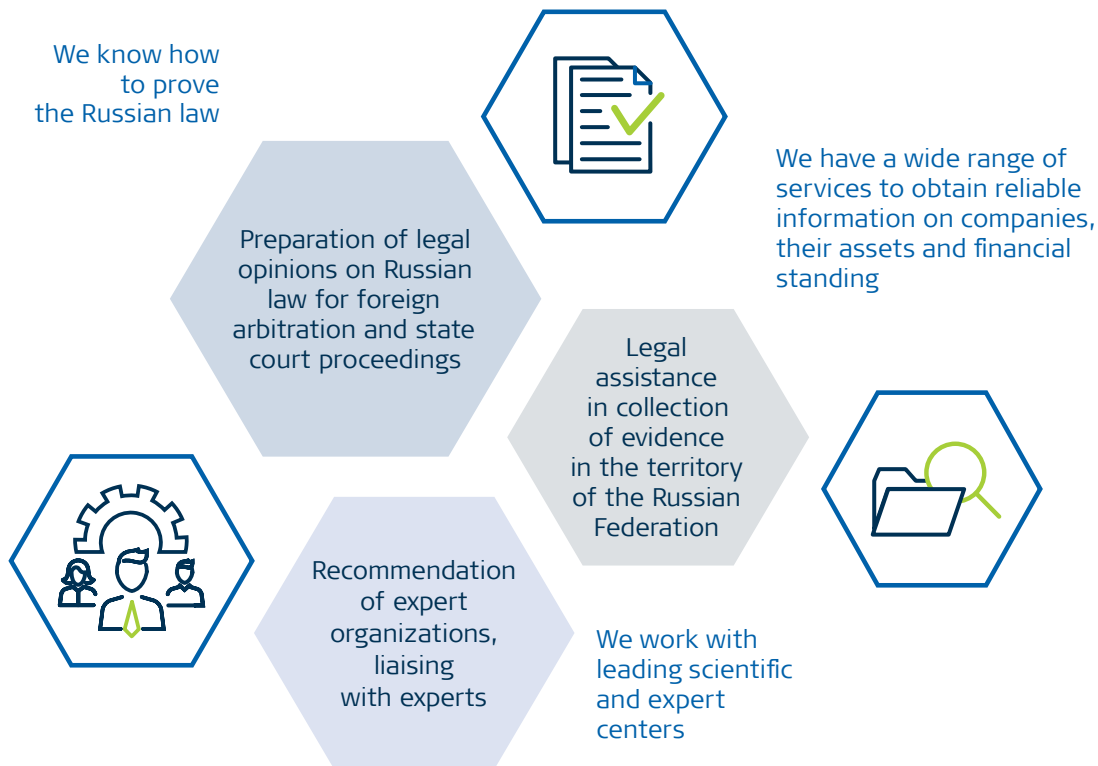 We know how
to prove
the Russian law
Preparation of legal
opinions on Russian
law for foreign
arbitration and state
court proceedings
We have a wide range of
services to obtain reliable
information on companies,
their assets and financial
standing
Legal
assistance
in collection
of evidence
in the territory
of the Russian
Federation
Recommendation
of expert
organizations,
liaising
with experts
We work with
leading scientific
and expert
centers